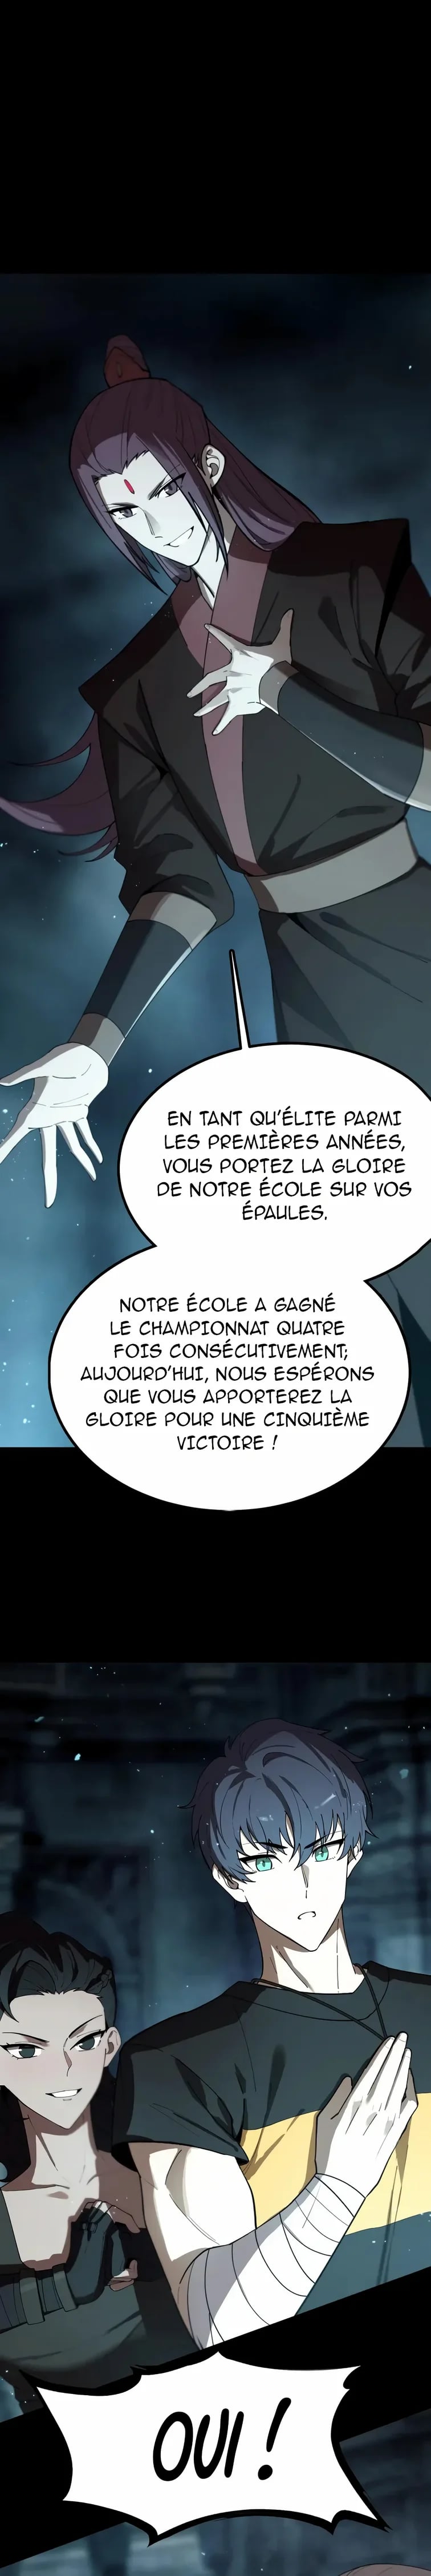 EN TANT QU'ÉLITE PARMI
LES PREMIÈRES ANNÉES,
VOUS PORTEZ LA GLOIRE
DE NOTRE ÉCOLE SUR VOS
ÉPAULES.
NOTRE ÉCOLE A GAGNÉ
LE CHAMPIONNAT QUATRE
FOIS CONSÉCUTIVEMENT;
AUJOURD'HUI, NOUS ESPÉRONS
QUE VOUS APPORTEREZ LA
GLOIRE POUR UNE CINQUIÈME
VICTOIRE !
OUI !